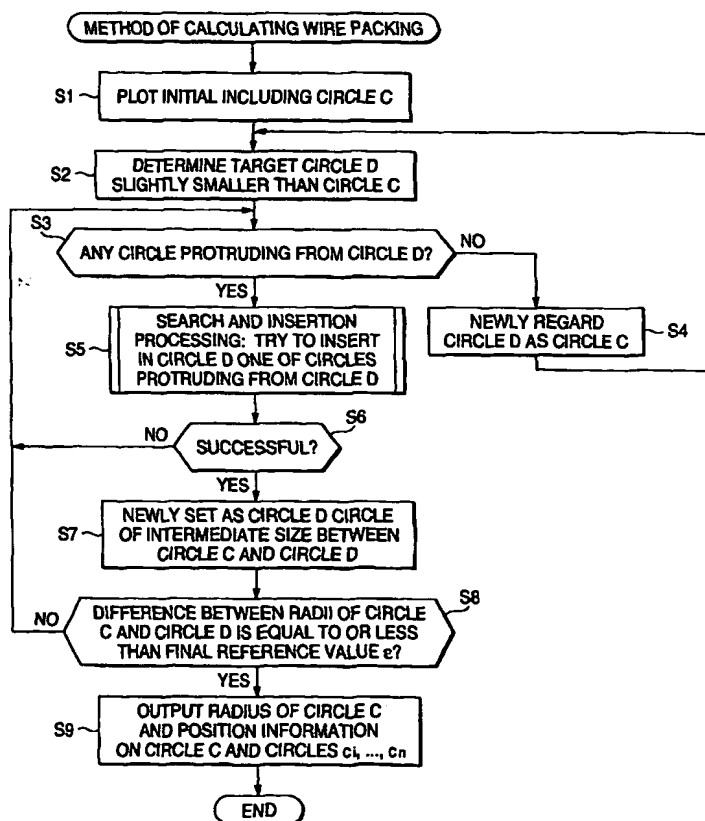 METHOD OF CALCULATING WIRE PACKING
S1
PLOT INITIAL INCLUDING CIRCLE C
S2
DETERMINE TARGET CIRCLE D
SLIGHTLY SMALLER THAN CIRCLE C
S3
ANY CIRCLE PROTRUDING FROM CIRCLE D?
NO
YES
S4
NEWLY REGARD
CIRCLE D AS CIRCLE C
S5
SEARCH AND INSERTION
PROCESSING: TRY TO INSERT
IN CIRCLE D ONE OF CIRCLES
PROTRUDING FROM CIRCLE D
S6
NO
SUCCESSFUL?
YES
S7
NEWLY SET AS CIRCLE D CIRCLE
OF INTERMEDIATE SIZE BETWEEN
CIRCLE C AND CIRCLE D
S8
NO
DIFFERENCE BETWEEN RADII OF CIRCLE
C AND CIRCLE D IS EQUAL TO OR LESS
THAN FINAL REFERENCE VALUE ε?
YES
S9
OUTPUT RADIUS OF CIRCLE C
AND POSITION INFORMATION
ON CIRCLE C AND CIRCLES ci, ..., cn
END